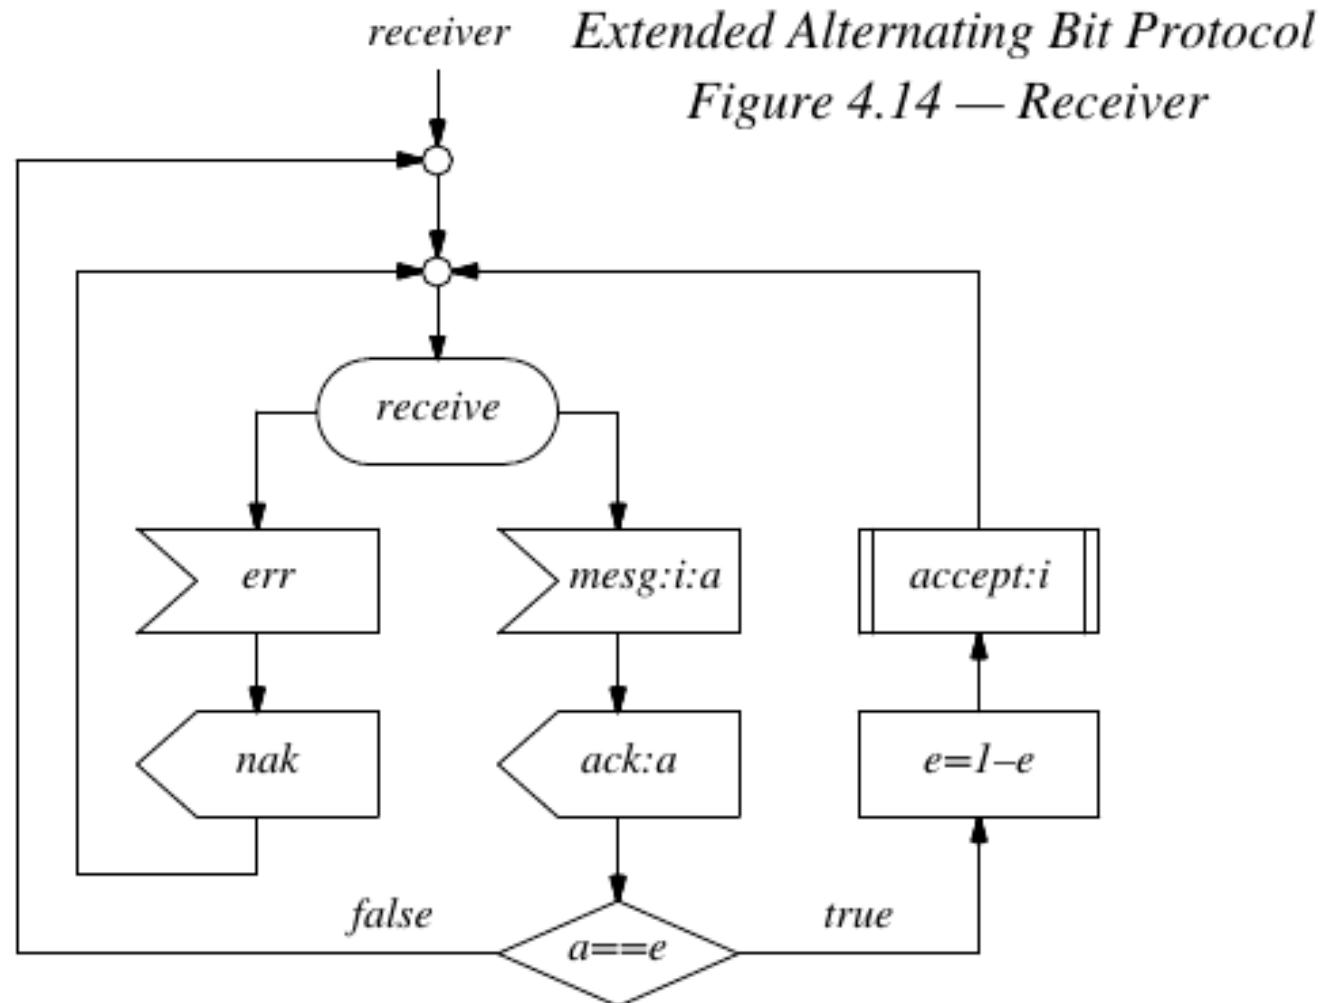 receiver
Extended Alternating Bit Protocol
Figure 4.14 — Receiver
receive
err
mesg:i:a
accept:i
nak
ack:a
e=1–e
false
true
a==e